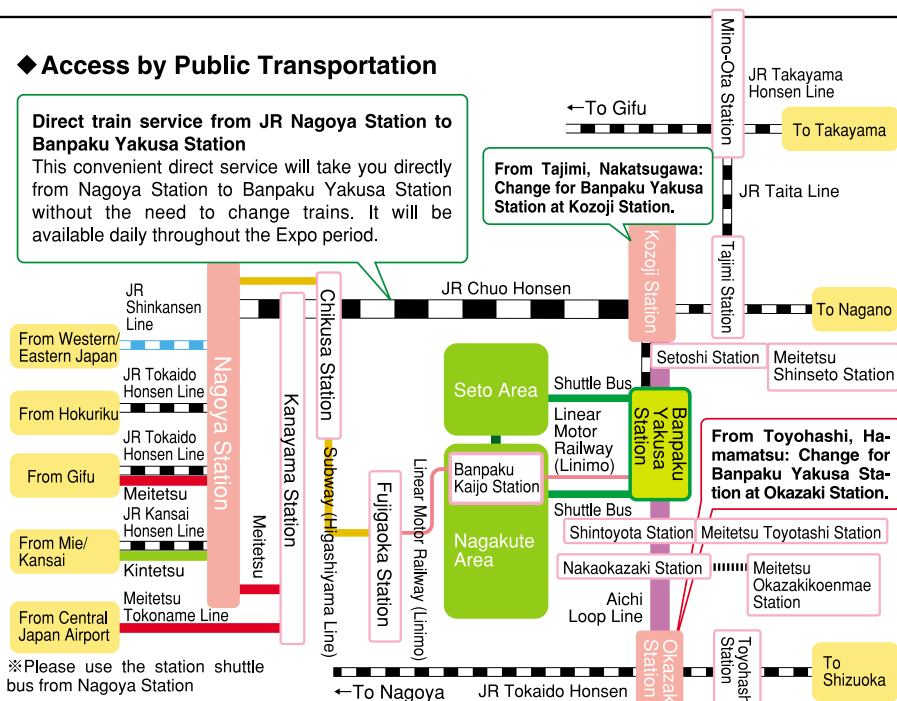 ◆Access by Public Transportation
Direct train service from JR Nagoya Station to
Banpaku Yakusa Station
This convenient direct service will take you directly
from Nagoya Station to Banpaku Yakusa Station
without the need to change trains. It will be
available daily throughout the Expo period.
Mino-Ota Station
JR Takayama
Honsen Line
←To Gifu
To Takayama
From Tajimi, Nakatsugawa:
Change for Banpaku Yakusa
Station at Kozoji Station.
JR Taita Line
Kozoji Station
Tajimi Station
JR Chuo Honsen
To Nagano
JR
Shinkansen
Line
From Western/
Eastern Japan
JR Tokaido
Honsen Line
From Hokuriku
JR Tokaido
Honsen Line
From Gifu
Meitetsu
JR Kansai
Honsen Line
From Mie/
Kansai
Kintetsu
Meitetsu
Tokoname Line
From Central
Japan Airport
※Please use the station shuttle
bus from Nagoya Station
Nagoya Station
Meitetsu
Kanayama Station
Chikusa Station
Subway (Higashiyama Line)
Fujigaoka Station
Linear Motor Railway (Linimo)
Seto Area
Shuttle Bus
Linear
Motor
Railway
(Linimo)
Banpaku
Kaijo Station
Shuttle Bus
Nagakute
Area
Banpaku
Yakusa
Station
Setoshi Station
Meitetsu
Shinseto Station
From Toyohashi, Ha-
mamatsu: Change for
Banpaku Yakusa Sta-
tion at Okazaki Station.
Shintoyota Station
Meitetsu Toyotashi Station
Nakaokazaki Station
Meitetsu
Okazakikoenmae
Station
Aichi
Loop Line
Okazaki
Station
Toyohash
Station
To
Shizuoka
←To Nagoya
JR Tokaido Honsen